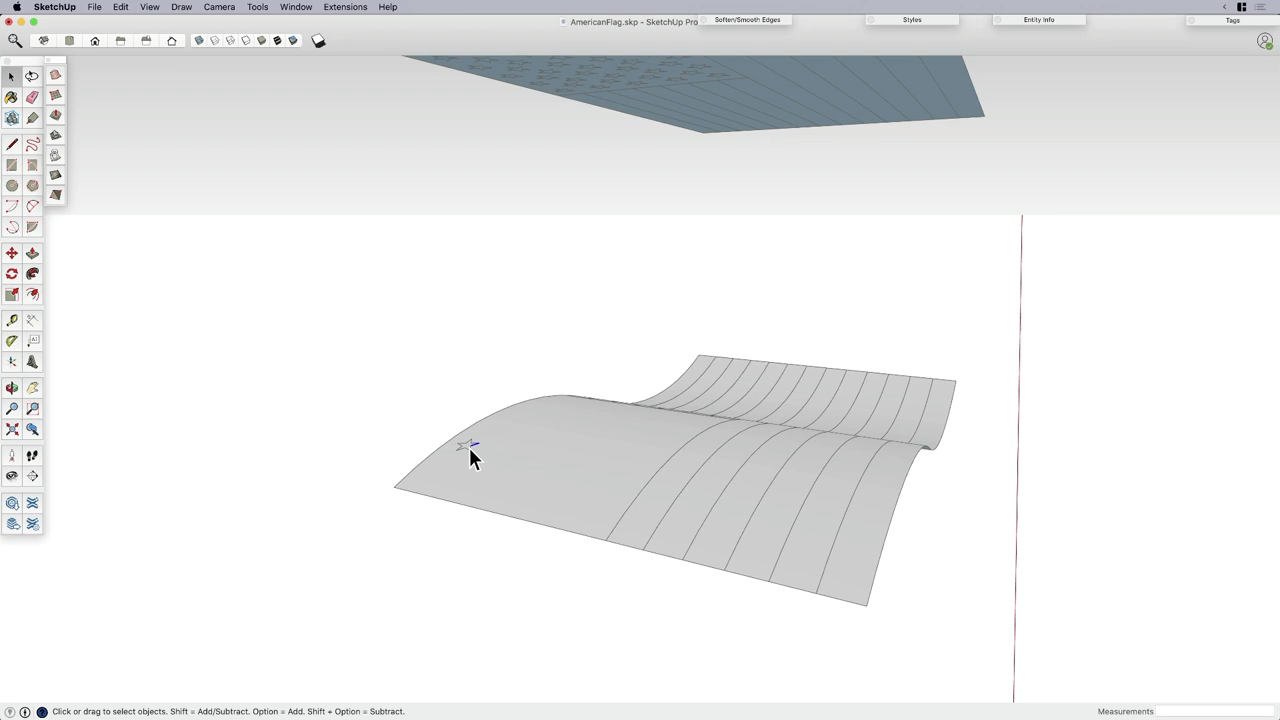 SketchUp File Edit View Draw Camera Tools Window Extensions Help
AmericanFlag.skp - SketchUp Pro
Soften/Smooth Edges
Styles
Entity Info
Tags
Click or drag to select objects. Shift = Add/Subtract. Option = Add. Shift + Option = Subtract.
Measurements